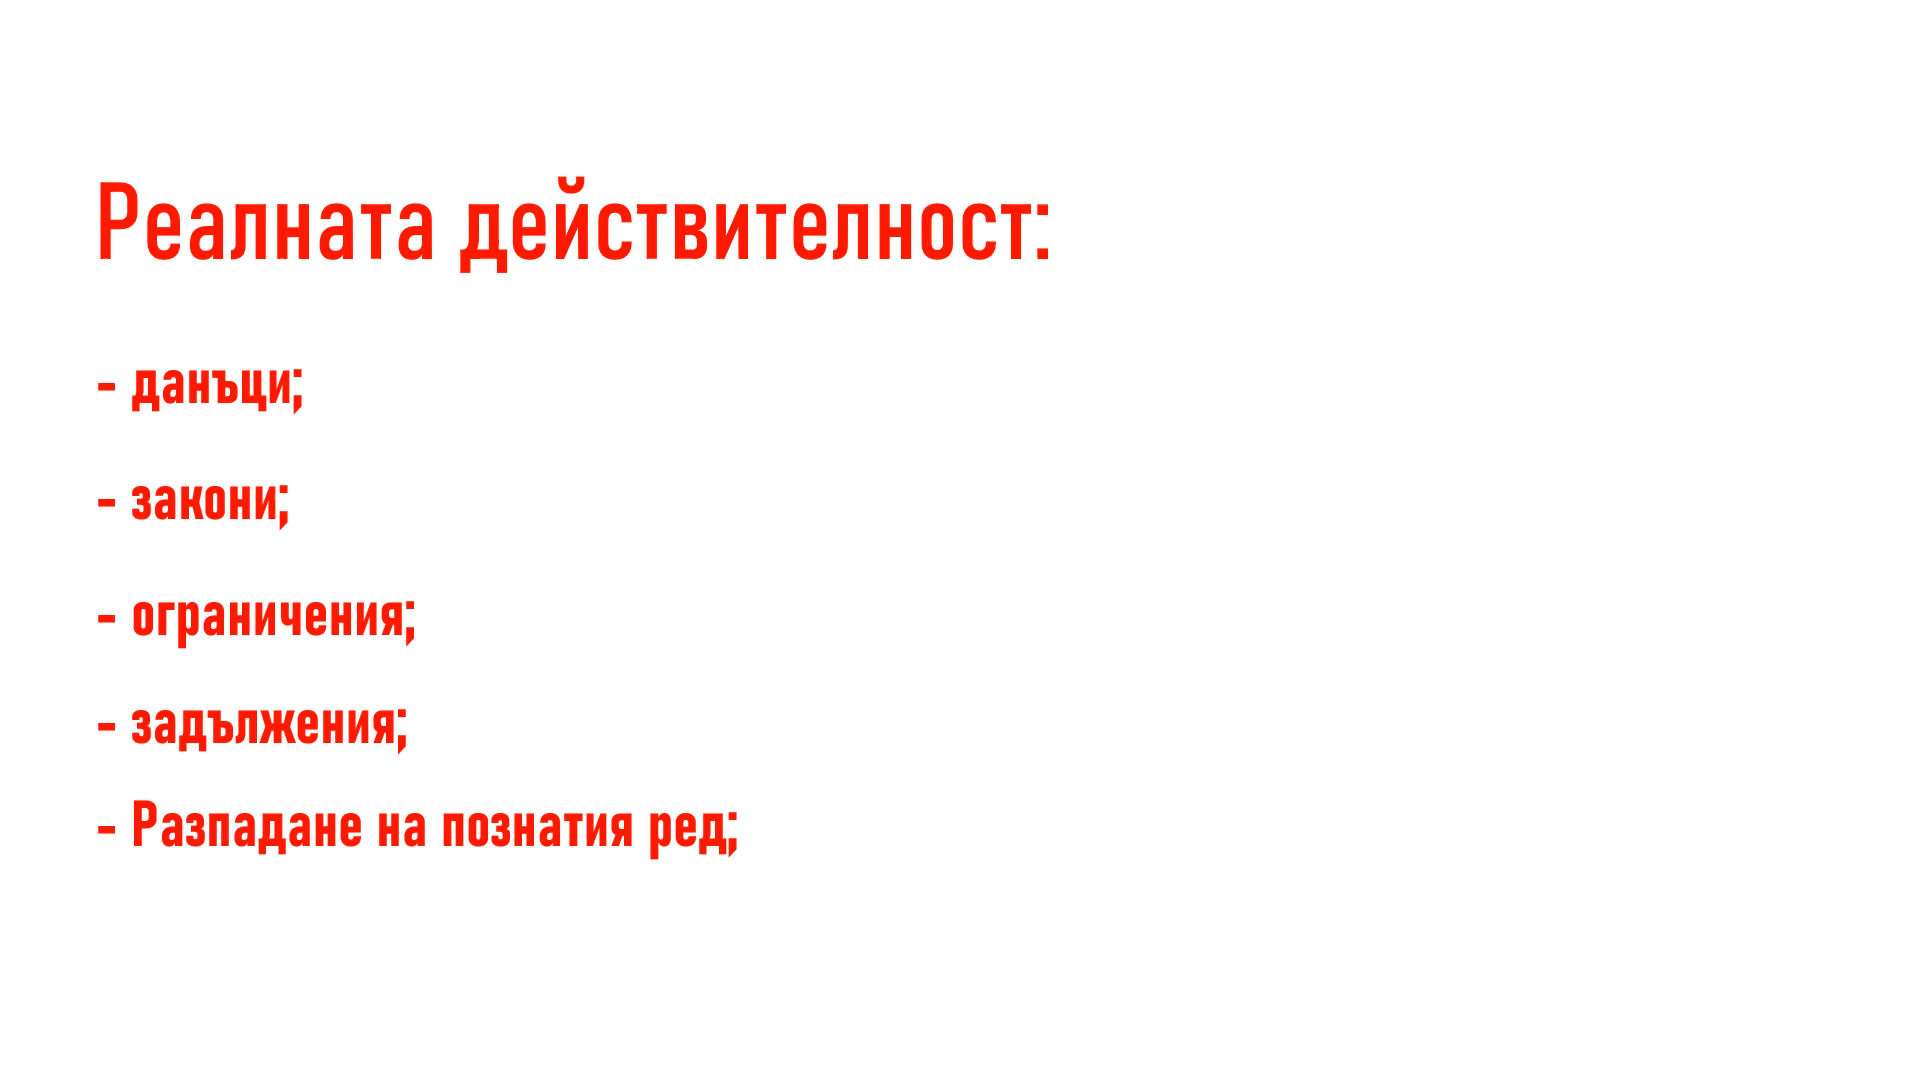 Реалната действителност:
- данъци;
- закони;
- ограничения;
- задължения;
- Разпадане на познатия ред;